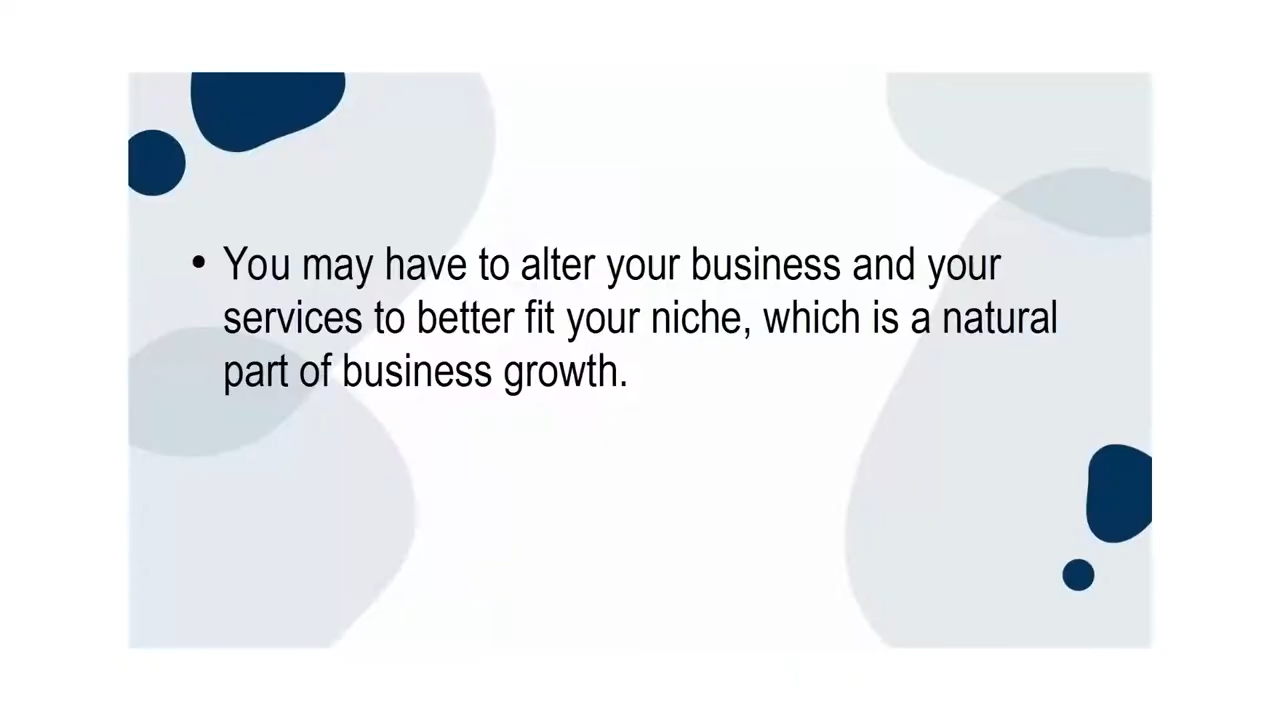 • You may have to alter your business and your
services to better fit your niche, which is a natural
part of business growth.